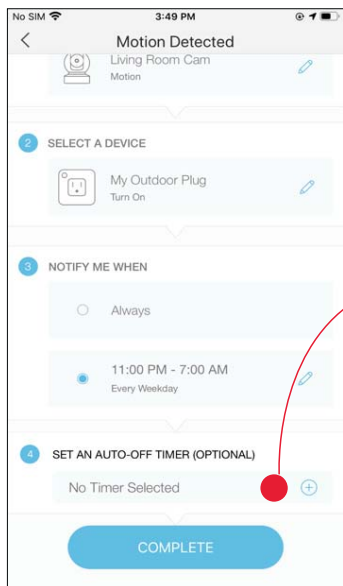 No SIM 3:49 PM
Motion Detected
Living Room Cam
Motion
2 SELECT A DEVICE
My Outdoor Plug
Turn On
3 NOTIFY ME WHEN
Always
11:00 PM - 7:00 AM
Every Weekday
4 SET AN AUTO-OFF TIMER (OPTIONAL)
No Timer Selected
COMPLETE